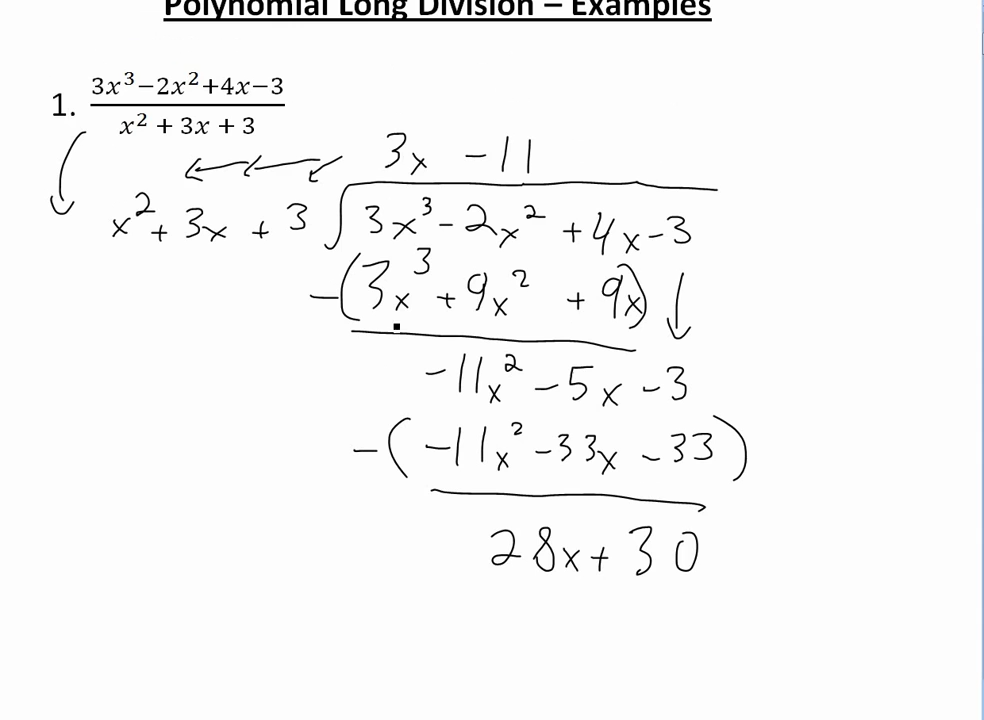 Polynomial Long Division – Examples
1. (3x³−2x²+4x−3)/(x² + 3x + 3)
3x − 11
x² + 3x + 3 ) 3x³ − 2x² + 4x − 3
−(3x³ + 9x² + 9x)
−11x² − 5x − 3
−(−11x² − 33x − 33)
28x + 30